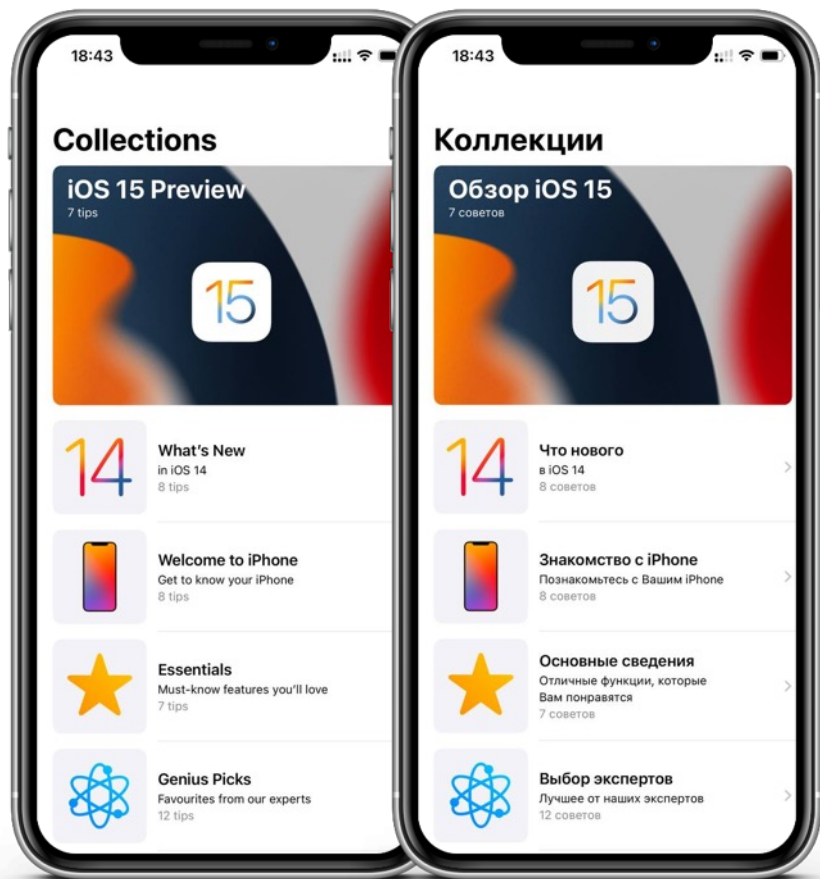 18:43
Collections
iOS 15 Preview
7 tips
15
14
What's New
in iOS 14
8 tips
Welcome to iPhone
Get to know your iPhone
8 tips
Essentials
Must-know features you'll love
7 tips
Genius Picks
Favourites from our experts
12 tips
18:43
Коллекции
Обзор iOS 15
7 советов
15
14
Что нового
в iOS 14
8 советов
Знакомство с iPhone
Познакомьтесь с Вашим iPhone
8 советов
Основные сведения
Отличные функции, которые
Вам понравятся
7 советов
Выбор экспертов
Лучшее от наших экспертов
12 советов